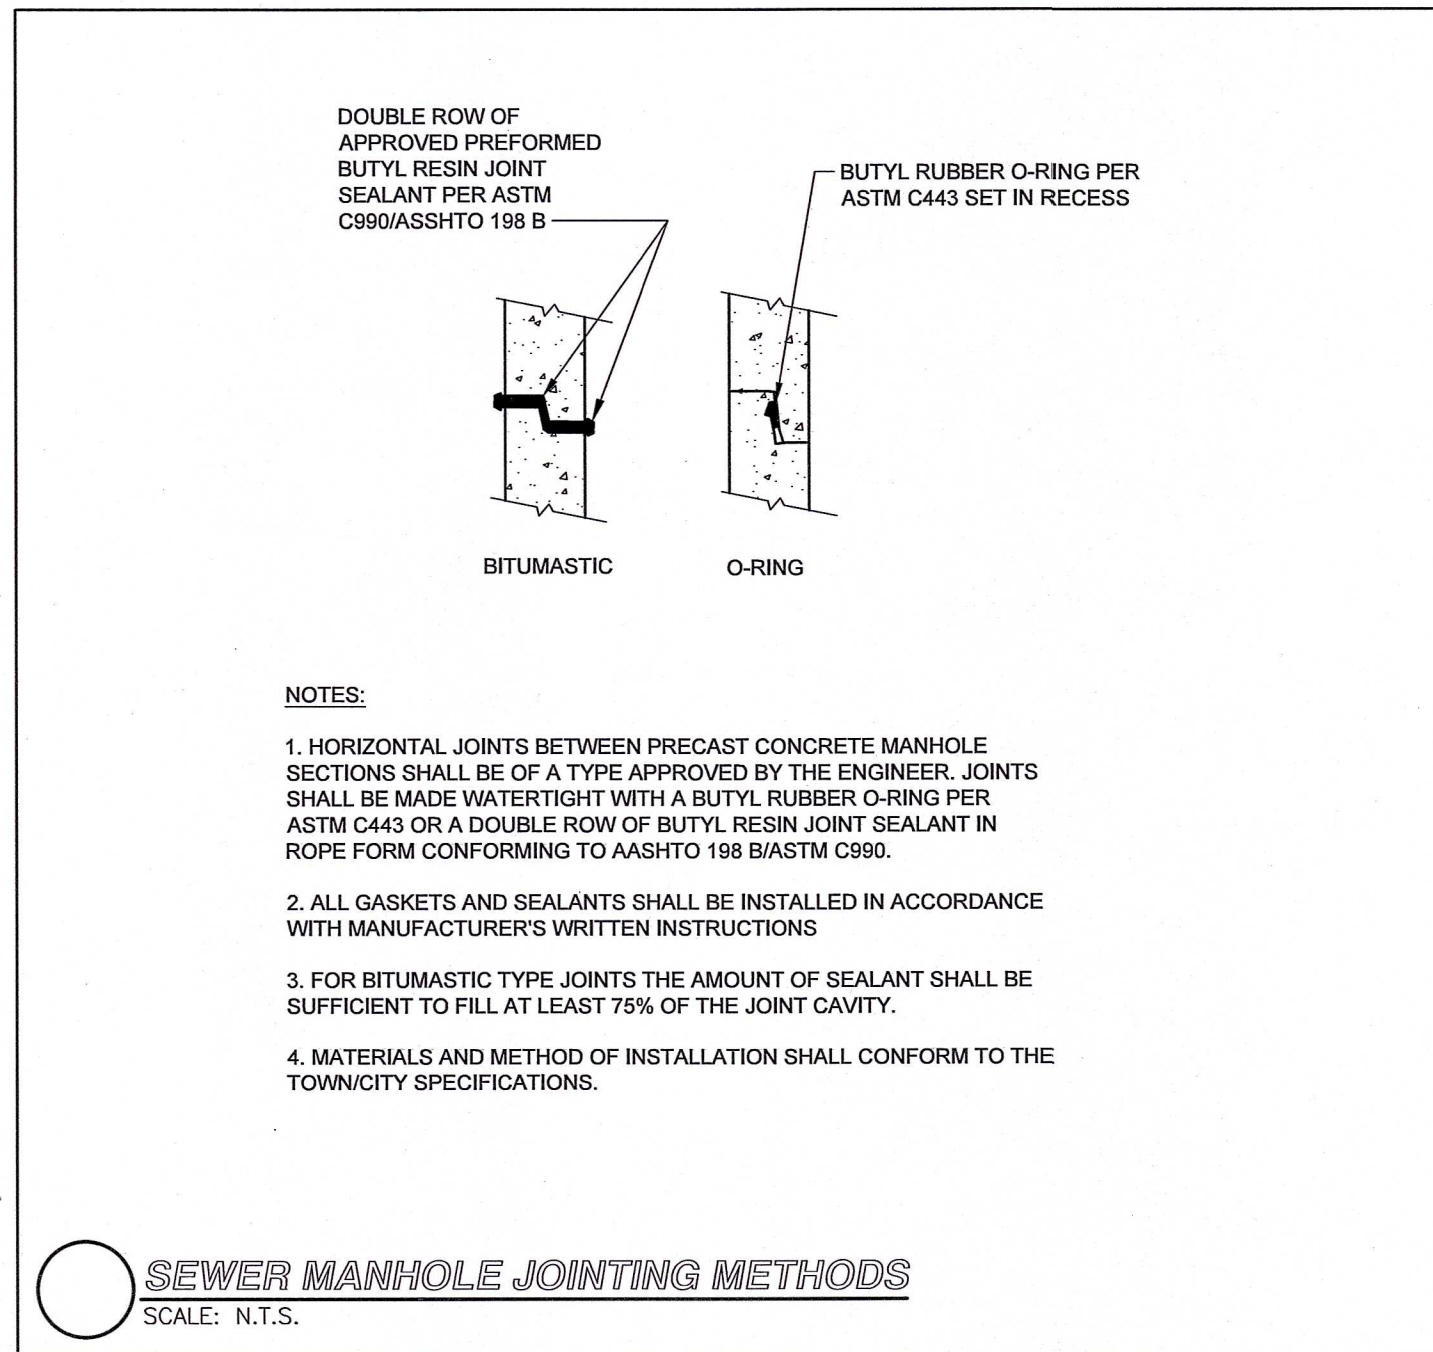 DOUBLE ROW OF
APPROVED PREFORMED
BUTYL RESIN JOINT
SEALANT PER ASTM
C990/ASSHTO 198 B
BUTYL RUBBER O-RING PER
ASTM C443 SET IN RECESS
BITUMASTIC
O-RING
NOTES:
1. HORIZONTAL JOINTS BETWEEN PRECAST CONCRETE MANHOLE
SECTIONS SHALL BE OF A TYPE APPROVED BY THE ENGINEER. JOINTS
SHALL BE MADE WATERTIGHT WITH A BUTYL RUBBER O-RING PER
ASTM C443 OR A DOUBLE ROW OF BUTYL RESIN JOINT SEALANT IN
ROPE FORM CONFORMING TO AASHTO 198 B/ASTM C990.
2. ALL GASKETS AND SEALANTS SHALL BE INSTALLED IN ACCORDANCE
WITH MANUFACTURER'S WRITTEN INSTRUCTIONS
3. FOR BITUMASTIC TYPE JOINTS THE AMOUNT OF SEALANT SHALL BE
SUFFICIENT TO FILL AT LEAST 75% OF THE JOINT CAVITY.
4. MATERIALS AND METHOD OF INSTALLATION SHALL CONFORM TO THE
TOWN/CITY SPECIFICATIONS.
SEWER MANHOLE JOINTING METHODS
SCALE: N.T.S.